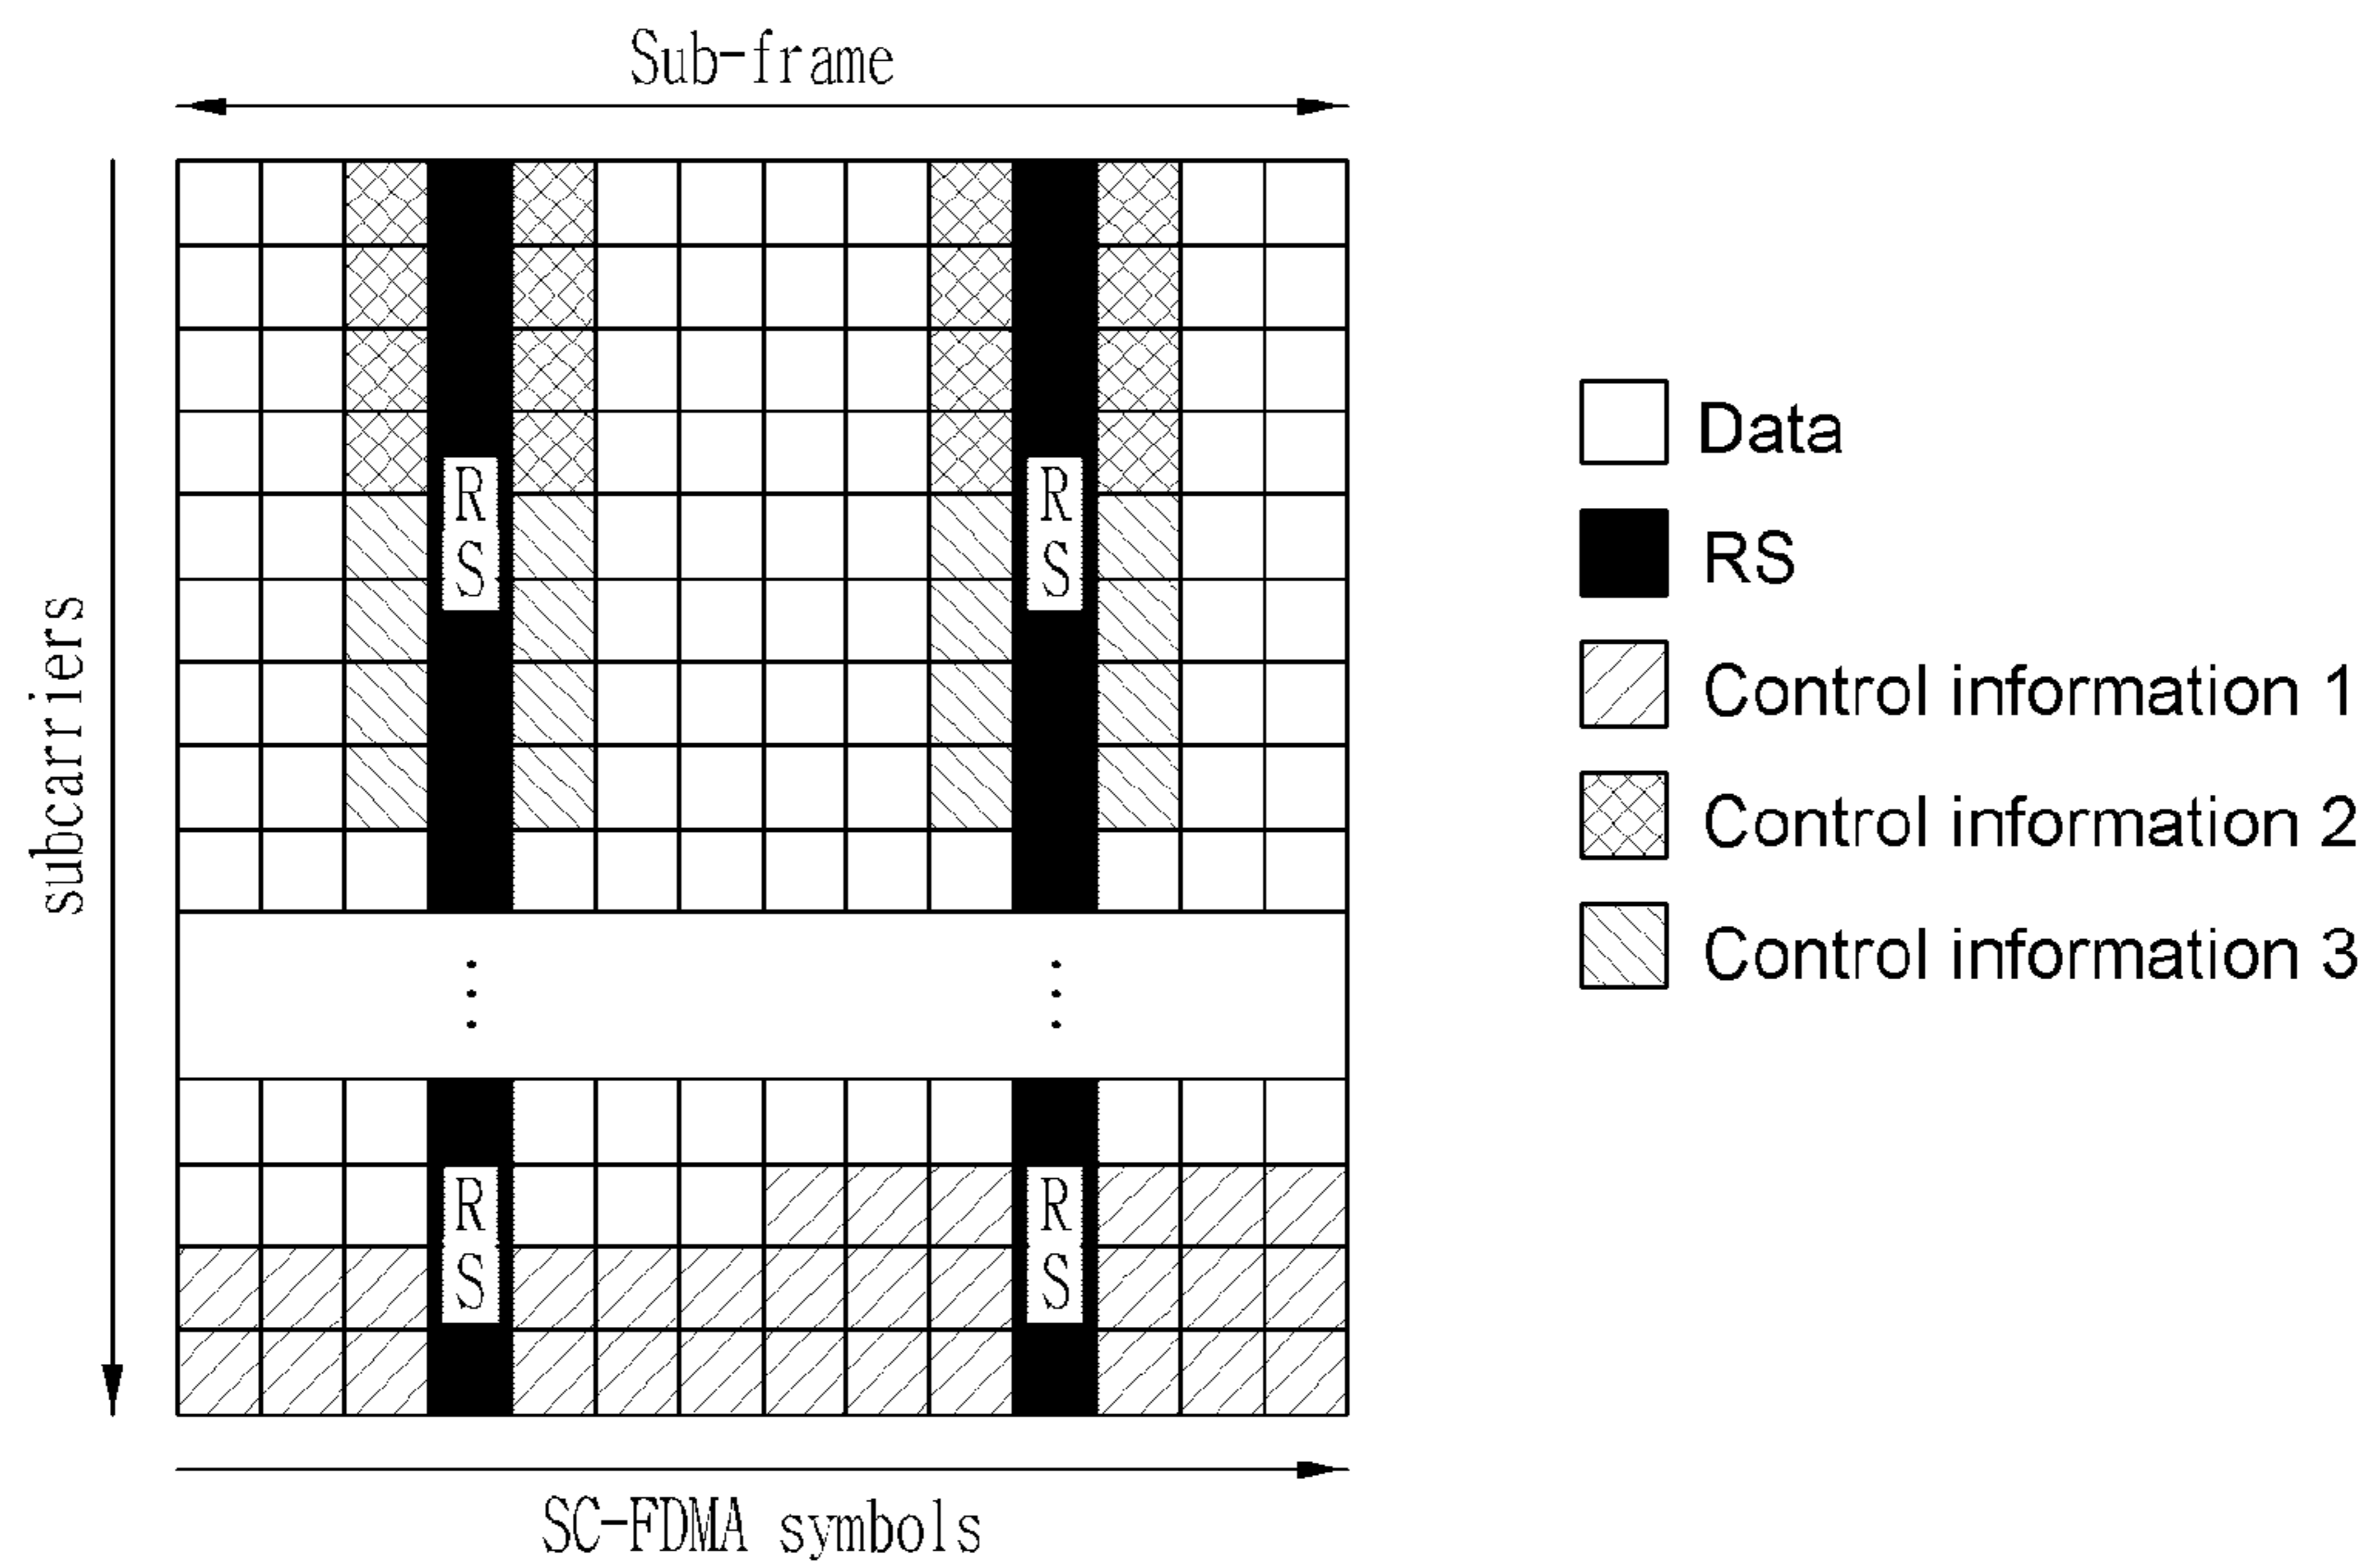 Sub-frame
subcarriers
R
S
R
S
R
S
R
S
SC-FDMA symbols
Data
RS
Control information 1
Control information 2
Control information 3